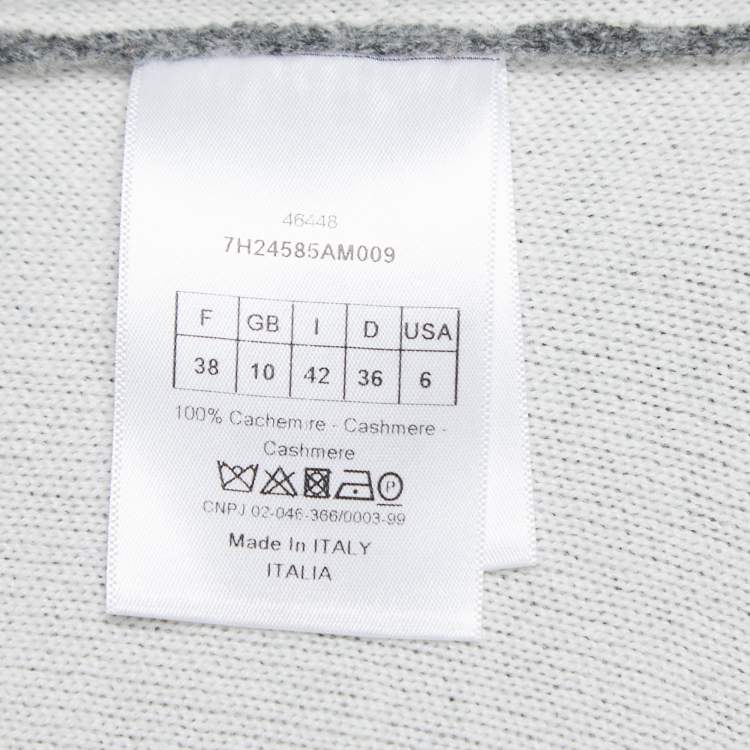 46448
7H24585AM009
F GB I D USA
38 10 42 36 6
100% Cachemire - Cashmere -
Cashmere
P
CNPJ 02-046-366/0003-99
Made In ITALY
ITALIA